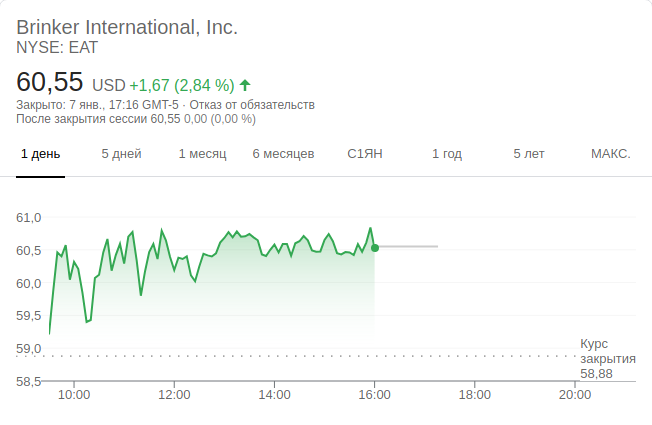 Brinker International, Inc.
NYSE: EAT
60,55 USD +1,67 (2,84 %)
Закрыто: 7 янв., 17:16 GMT-5 · Отказ от обязательств
После закрытия сессии 60,55 0,00 (0,00 %)
1 день 5 дней 1 месяц 6 месяцев С1ЯН 1 год 5 лет МАКС.
61,0
60,5
60,0
59,5
59,0
58,5
Курс
закрытия
58,88
10:00 12:00 14:00 16:00 18:00 20:00